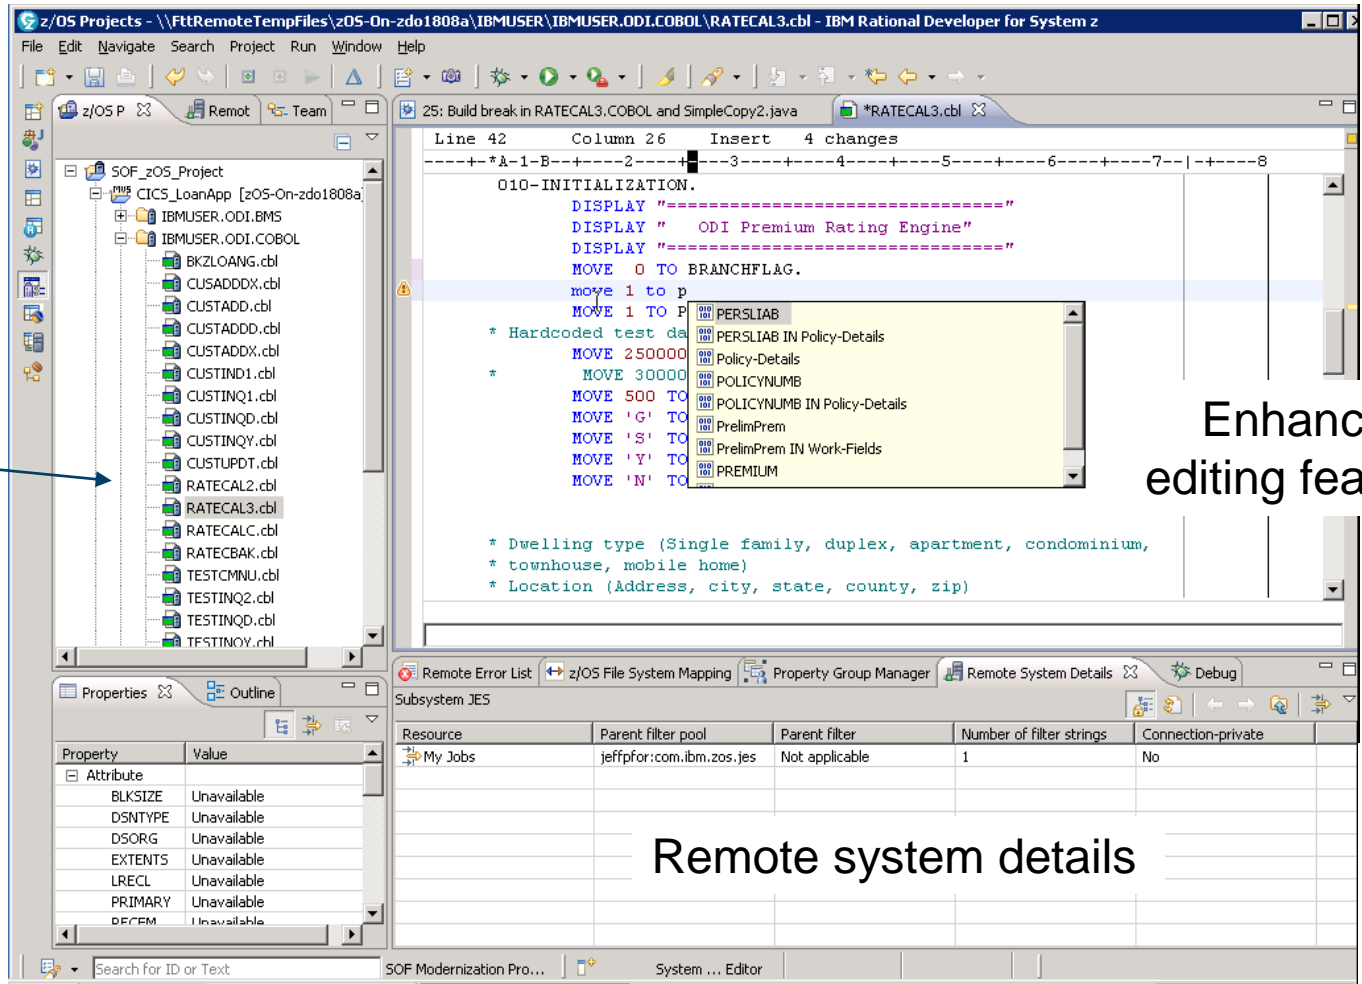 z/OS Projects - \\FttRemoteTempFiles\zOS-On-zdo1808a\IBMUSER\IBMUSER.ODI.COBOL\RATECAL3.cbl - IBM Rational Developer for System z
File Edit Navigate Search Project Run Window Help
z/OS P
Remot
Team
25: Build break in RATECAL3.COBOL and SimpleCopy2.java
*RATECAL3.cbl
Line 42 Column 26 Insert 4 changes
----+-*A-1-B--+----2----+----3----+----4----+----5----+----6----+----7--|-+----8
SOF_zOS_Project
CICS_LoanApp [zOS-On-zdo1808a]
IBMUSER.ODI.BMS
IBMUSER.ODI.COBOL
BKZLOANG.cbl
CUSADDDX.cbl
CUSTADD.cbl
CUSTADDD.cbl
CUSTADDX.cbl
CUSTIND1.cbl
CUSTINQ1.cbl
CUSTINQD.cbl
CUSTINQY.cbl
CUSTUPDT.cbl
RATECAL2.cbl
RATECAL3.cbl
RATECALC.cbl
RATECBAK.cbl
TESTCMNU.cbl
TESTINQ2.cbl
TESTINQD.cbl
TESTINQY.cbl
010-INITIALIZATION.
DISPLAY "================================"
DISPLAY "   ODI Premium Rating Engine"
DISPLAY "================================"
MOVE  0 TO BRANCHFLAG.
move 1 to p
MOVE 1 TO P
* Hardcoded test da
MOVE 250000
* MOVE 30000
MOVE 500 TO
MOVE 'G' TO
MOVE 'S' TO
MOVE 'Y' TO
MOVE 'N' TO
PERSLIAB
PERSLIAB IN Policy-Details
Policy-Details
POLICYNUMB
POLICYNUMB IN Policy-Details
PrelimPrem
PrelimPrem IN Work-Fields
PREMIUM
* Dwelling type (Single family, duplex, apartment, condominium,
* townhouse, mobile home)
* Location (Address, city, state, county, zip)
Enhanc
editing fea
Properties
Outline
Property Value
Attribute
BLKSIZE Unavailable
DSNTYPE Unavailable
DSORG Unavailable
EXTENTS Unavailable
LRECL Unavailable
PRIMARY Unavailable
RECFM Unavailable
Remote Error List
z/OS File System Mapping
Property Group Manager
Remote System Details
Debug
Subsystem JES
Resource Parent filter pool Parent filter Number of filter strings Connection-private
My Jobs jeffpfor:com.ibm.zos.jes Not applicable 1 No
Remote system details
Search for ID or Text
SOF Modernization Pro...
System ... Editor